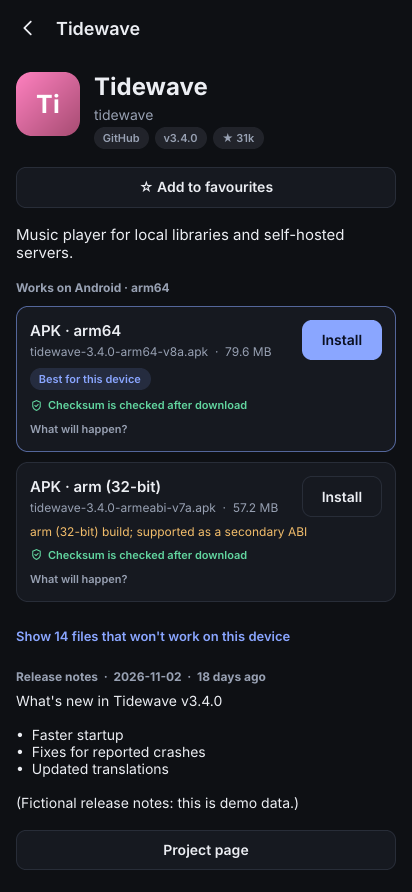 Tidewave
Ti
Tidewave
tidewave
GitHub
v3.4.0
★ 31k
☆ Add to favourites
Music player for local libraries and self-hosted
servers.
Works on Android · arm64
APK · arm64
Install
tidewave-3.4.0-arm64-v8a.apk · 79.6 MB
Best for this device
Checksum is checked after download
What will happen?
APK · arm (32-bit)
Install
tidewave-3.4.0-armeabi-v7a.apk · 57.2 MB
arm (32-bit) build; supported as a secondary ABI
Checksum is checked after download
What will happen?
Show 14 files that won't work on this device
Release notes · 2026-11-02 · 18 days ago
What's new in Tidewave v3.4.0
• Faster startup
• Fixes for reported crashes
• Updated translations
(Fictional release notes: this is demo data.)
Project page